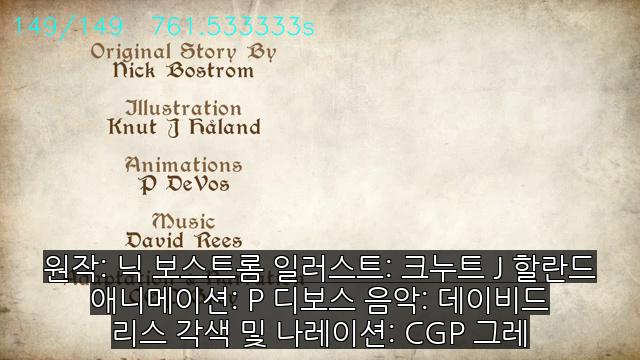 149/149 761.533333s
Original Story By
Nick Bostrom
Illustration
Knut J Håland
Animations
P DeVos
Music
David Rees
원작: 닉 보스트롬 일러스트: 크누트 J 할란드
애니메이션: P 디보스 음악: 데이비드
리스 각색 및 나레이션: CGP 그레